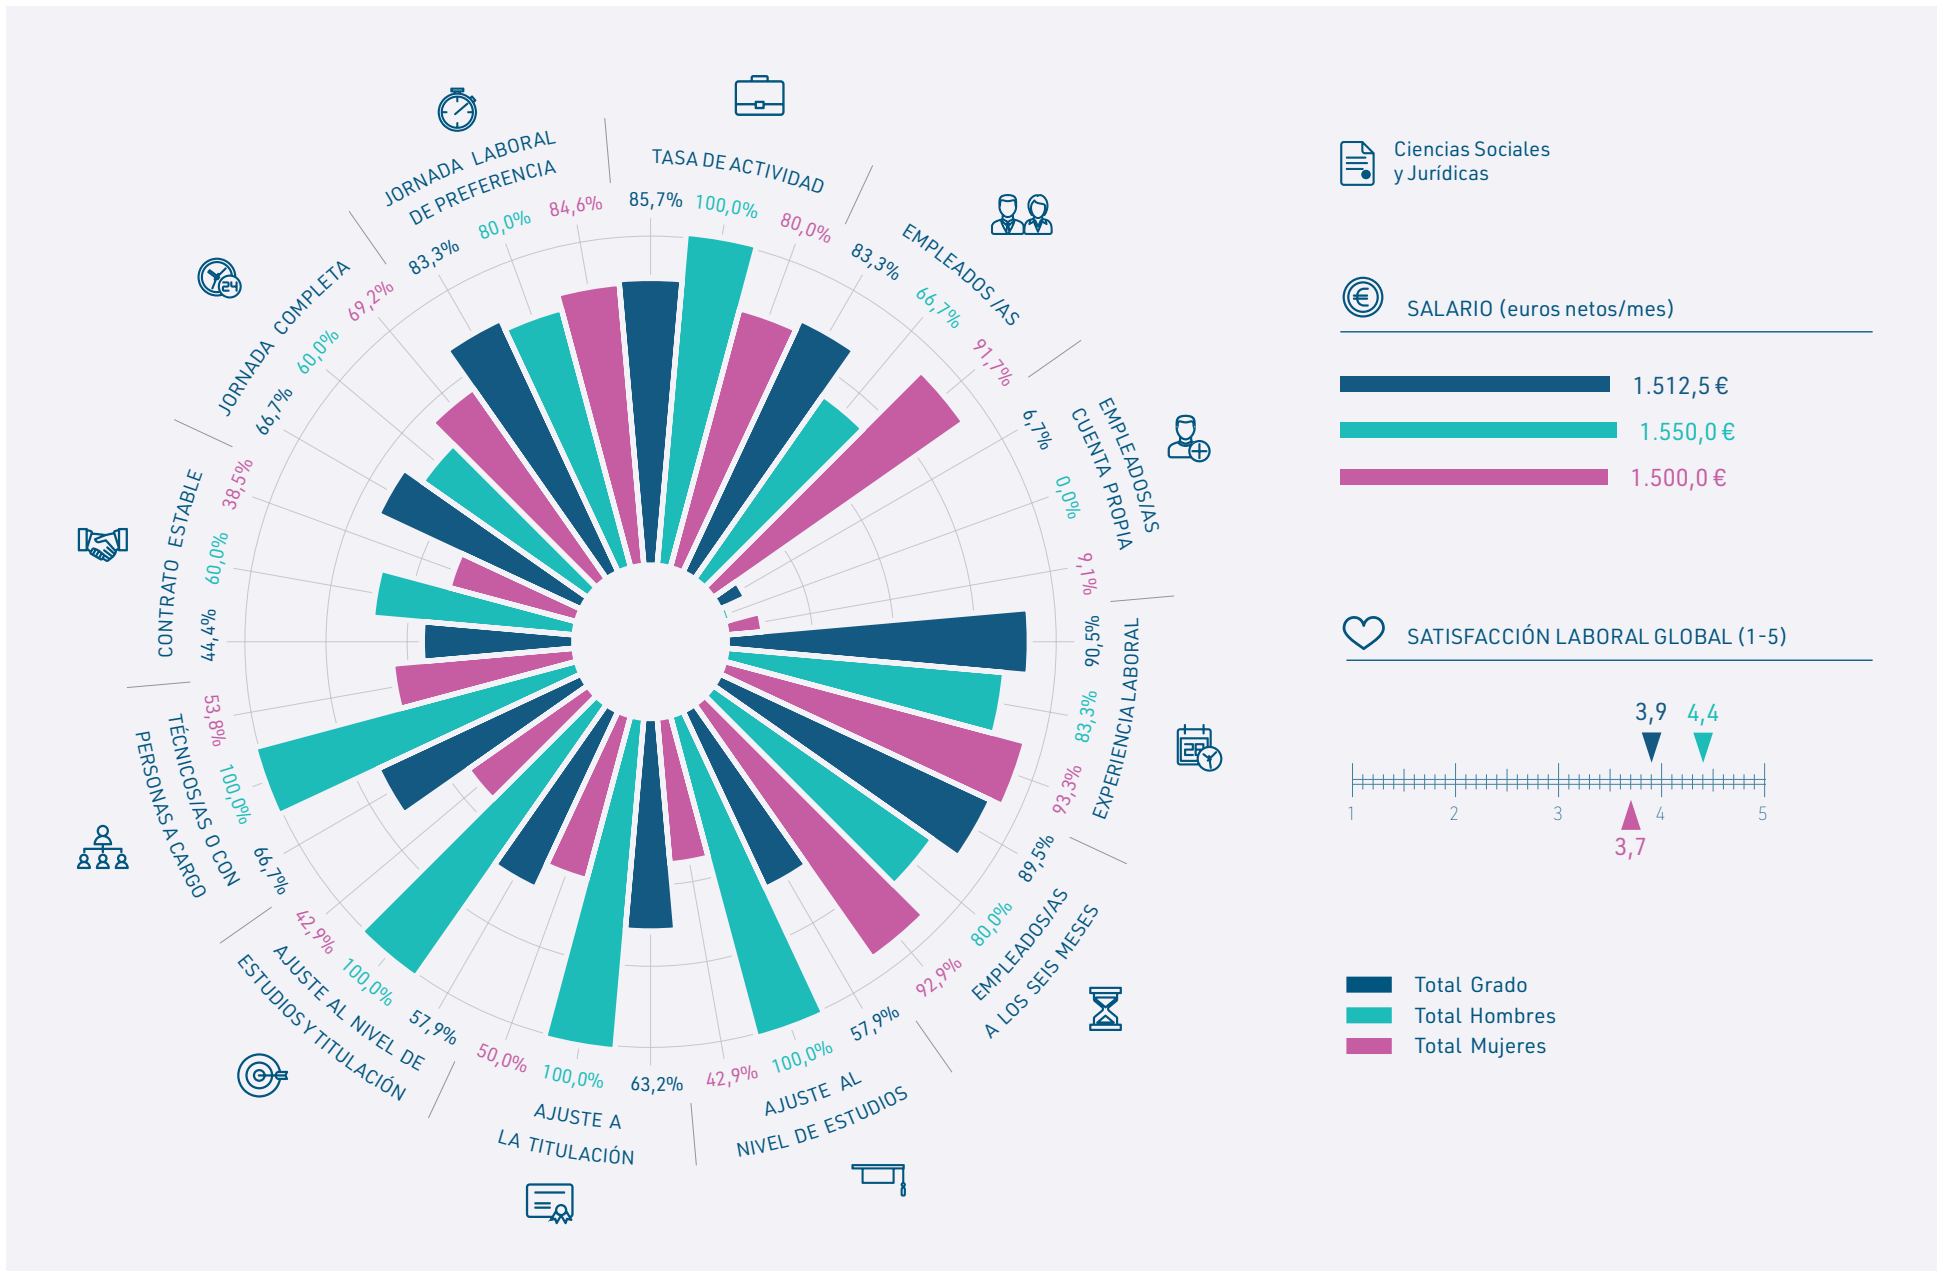 JORNADA LABORAL
DE PREFERENCIA
83,3%
80,0%
84,6%
TASA DE ACTIVIDAD
85,7%
100,0%
80,0%
EMPLEADOS /AS
83,3%
66,7%
91,7%
EMPLEADOS/AS
CUENTA PROPIA
6,7%
0,0%
9,1%
EXPERIENCIA LABORAL
90,5%
83,3%
93,3%
EMPLEADOS/AS
A LOS SEIS MESES
89,5%
80,0%
92,9%
AJUSTE AL
NIVEL DE ESTUDIOS
57,9%
100,0%
42,9%
AJUSTE A
LA TITULACIÓN
63,2%
100,0%
50,0%
AJUSTE AL NIVEL DE
ESTUDIOS Y TITULACIÓN
57,9%
100,0%
42,9%
TÉCNICOS/AS O CON
PERSONAS A CARGO
66,7%
100,0%
53,8%
CONTRATO ESTABLE
44,4%
60,0%
38,5%
JORNADA COMPLETA
66,7%
60,0%
69,2%
24
20
Ciencias Sociales
y Jurídicas
€
SALARIO (euros netos/mes)
1.512,5 €
1.550,0 €
1.500,0 €
SATISFACCIÓN LABORAL GLOBAL (1-5)
3,9 4,4
1 2 3 4 5
3,7
Total Grado
Total Hombres
Total Mujeres